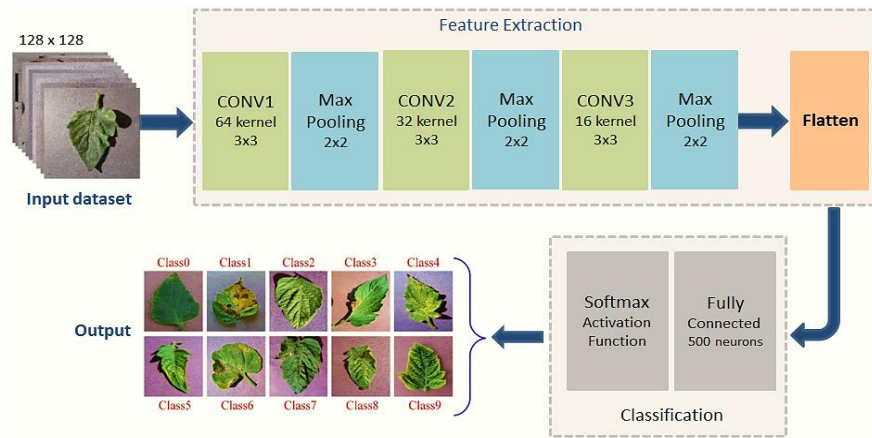 Feature Extraction
128 x 128
CONV1
64 kernel
3x3
Max
Pooling
2x2
CONV2
32 kernel
3x3
Max
Pooling
2x2
CONV3
16 kernel
3x3
Max
Pooling
2x2
Flatten
Input dataset
Class0 Class1 Class2 Class3 Class4
Output
Class5 Class6 Class7 Class8 Class9
Softmax
Activation
Function
Fully
Connected
500 neurons
Classification